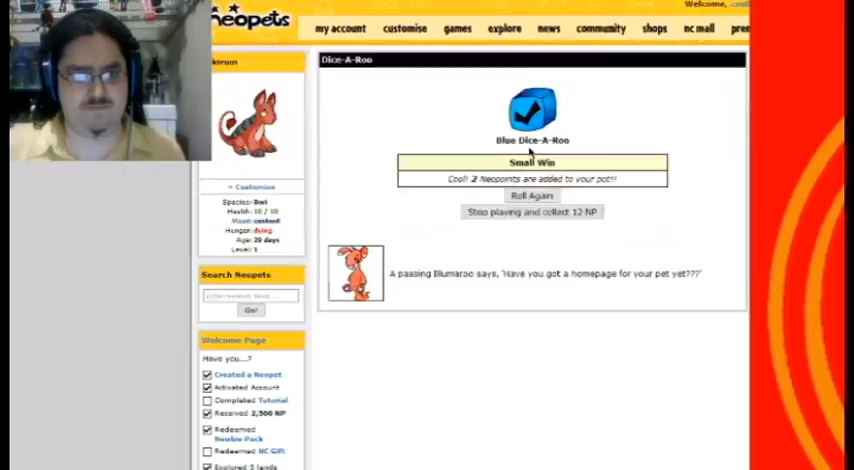 Welcome,
neopets
my account customise games explore news community shops nc mall
Dice-A-Roo
Customise
Species: Bori
Health: 10 / 10
Mood: content
Hunger: dying
Age: 20 days
Level: 1
Blue Dice-A-Roo
Small Win
Cool! 2 Neopoints are added to your pot!!
Roll Again
Stop playing and collect 12 NP
A passing Blumaroo says, 'Have you got a homepage for your pet yet???'
Search Neopets
Go!
Welcome Page
Have you...?
Created a Neopet
Activated Account
Completed Tutorial
Received 2,500 NP
Redeemed
Newbie Pack
Redeemed NC Gift
Explored 5 lands